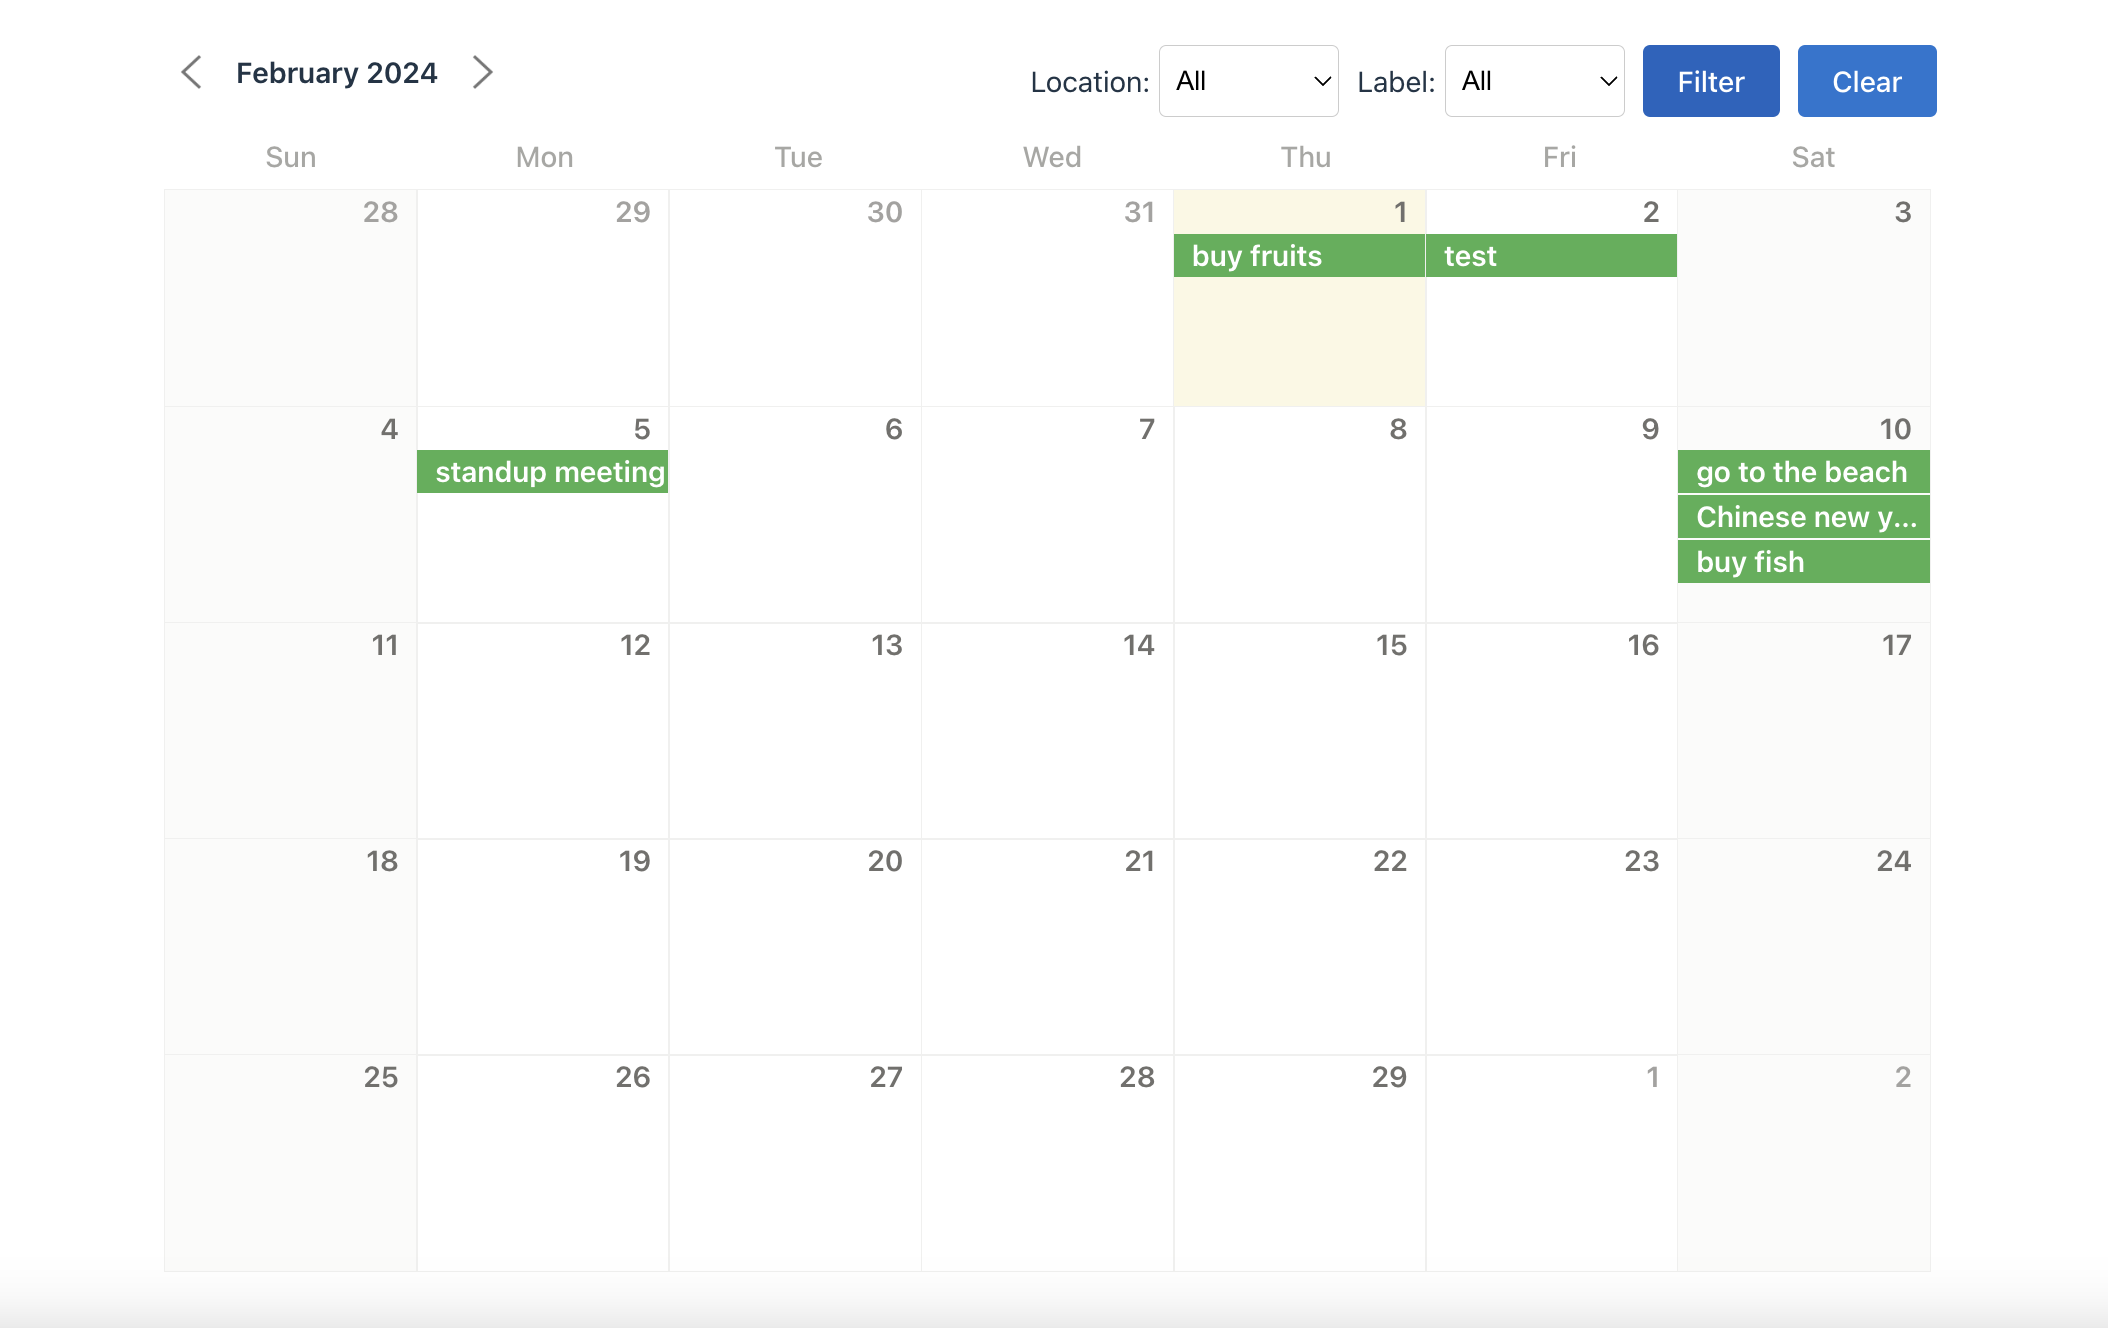 February 2024
Location: All Label: All Filter Clear
Sun Mon Tue Wed Thu Fri Sat
28 29 30 31 1 2 3
buy fruits test
4 5 6 7 8 9 10
standup meeting go to the beach
Chinese new y...
buy fish
11 12 13 14 15 16 17
18 19 20 21 22 23 24
25 26 27 28 29 1 2